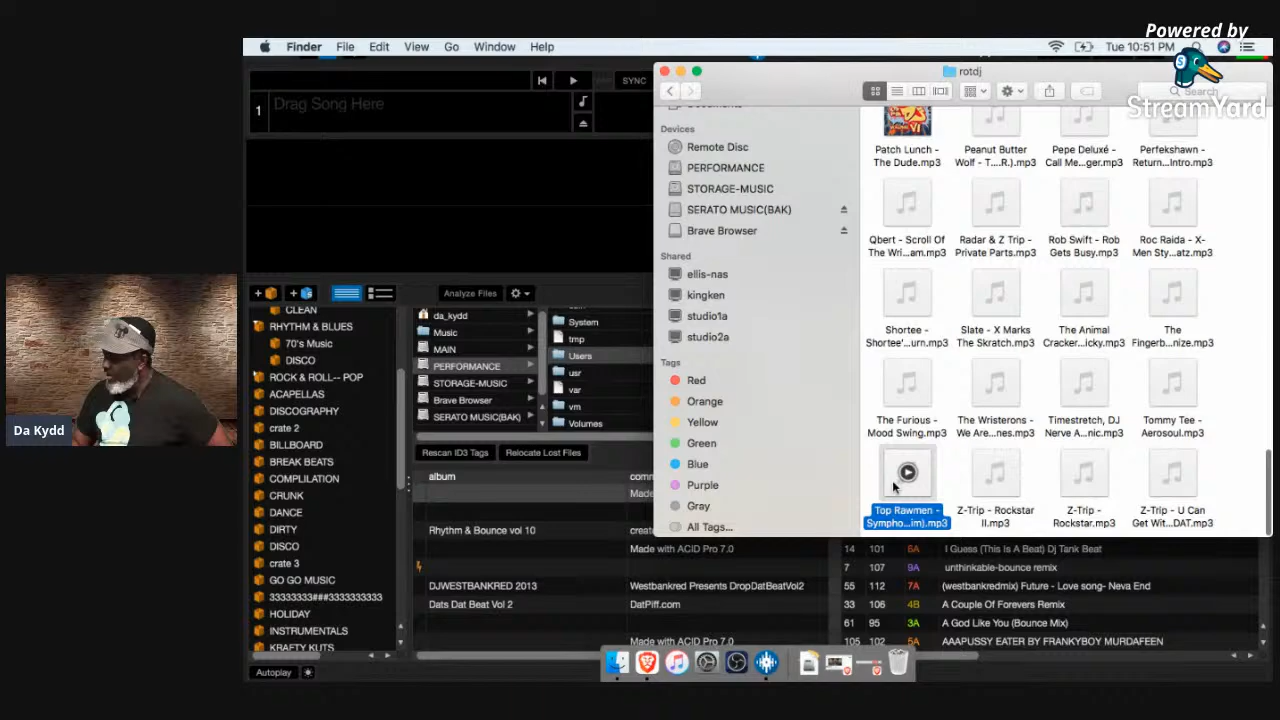 Powered by
StreamYard
Finder File Edit View Go Window Help
Tue 10:51 PM
rotdj
Search
SYNC
1 Drag Song Here
Devices
Remote Disc
PERFORMANCE
STORAGE-MUSIC
SERATO MUSIC(BAK)
Brave Browser
Shared
ellis-nas
kingken
studio1a
studio2a
Tags
Red
Orange
Yellow
Green
Blue
Purple
Gray
All Tags...
Patch Lunch -
The Dude.mp3
Peanut Butter
Wolf - T....R.).mp3
Pepe Deluxé -
Call Me...ger.mp3
Perfekshawn -
Return...Intro.mp3
Qbert - Scroll Of
The Wri...am.mp3
Radar & Z Trip -
Private Parts.mp3
Rob Swift - Rob
Gets Busy.mp3
Roc Raida - X-
Men Sty...atz.mp3
Shortee -
Shortee'...urn.mp3
Slate - X Marks
The Scratch.mp3
The Animal
Cracker...icky.mp3
The
Fingerb...nize.mp3
The Furious -
Mood Swing.mp3
The Wristerons -
We Are...nes.mp3
Timestretch, DJ
Nerve A...nic.mp3
Tommy Tee -
Aerosoul.mp3
Top Rawmen -
Sympho...im).mp3
Z-Trip - Rockstar
II.mp3
Z-Trip -
Rockstar.mp3
Z-Trip - U Can
Get Wit...DAT.mp3
Analyze Files
CLEAN
RHYTHM & BLUES
70's Music
DISCO
ROCK & ROLL-- POP
ACAPELLAS
DISCOGRAPHY
crate 2
BILLBOARD
BREAK BEATS
COMPLILATION
CRUNK
DANCE
DIRTY
DISCO
crate 3
GO GO MUSIC
33333333###3333333333
HOLIDAY
INSTRUMENTALS
KRAFTY KUTS
Autoplay
da_kydd
Music
MAIN
PERFORMANCE
STORAGE-MUSIC
Brave Browser
SERATO MUSIC(BAK)
System
tmp
Users
usr
var
vm
Volumes
Rescan ID3 Tags Relocate Lost Files
album
Rhythm & Bounce vol 10
Made with ACID Pro 7.0
14 101 6A I Guess (This Is A Beat) Dj Tank Beat
7 107 9A unthinkable-bounce remix
DJWESTBANKRED 2013 Westbankred Presents DropDatBeatVol2 55 112 7A (westbankredmix) Future - Love song- Neva End
Dats Dat Beat Vol 2 DatPiff.com 33 106 4B A Couple Of Forevers Remix
61 95 3A A God Like You (Bounce Mix)
Made with ACID Pro 7.0 105 102 5A AAAPUSSY EATER BY FRANKYBOY MURDAFEEN
Da Kydd